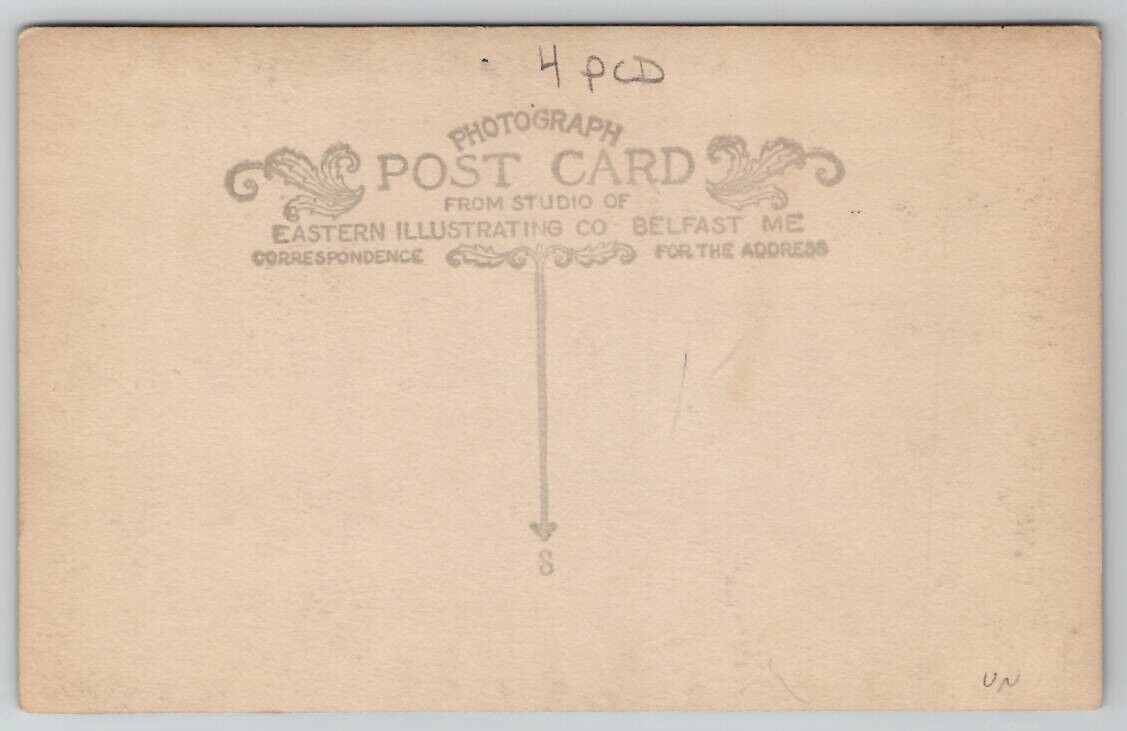 4 PCD
PHOTOGRAPH
POST CARD
FROM STUDIO OF
EASTERN ILLUSTRATING CO BELFAST ME
CORRESPONDENCE FOR THE ADDRESS
S
UN